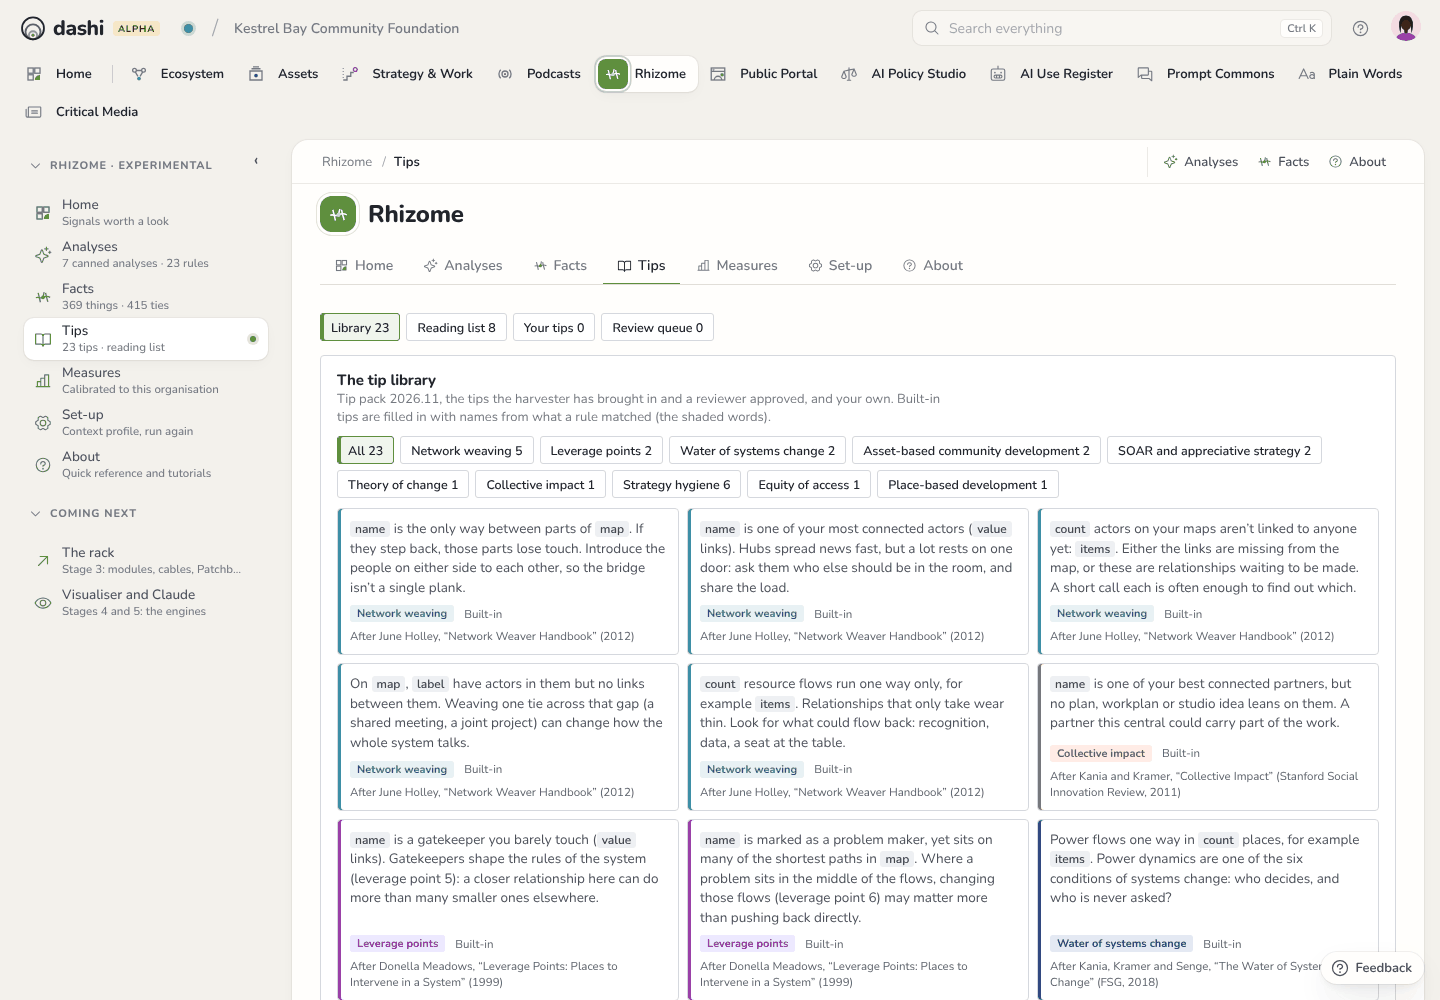 dashi ALPHA / Kestrel Bay Community Foundation
Search everything Ctrl K
Home Ecosystem Assets Strategy & Work Podcasts Rhizome Public Portal AI Policy Studio AI Use Register Prompt Commons Aa Plain Words
Critical Media
RHIZOME · EXPERIMENTAL
Home
Signals worth a look
Analyses
7 canned analyses · 23 rules
Facts
369 things · 415 ties
Tips
23 tips · reading list
Measures
Calibrated to this organisation
Set-up
Context profile, run again
About
Quick reference and tutorials
COMING NEXT
The rack
Stage 3: modules, cables, Patchb...
Visualiser and Claude
Stages 4 and 5: the engines
Rhizome / Tips
Analyses Facts About
Rhizome
Home Analyses Facts Tips Measures Set-up About
Library 23 Reading list 8 Your tips 0 Review queue 0
The tip library
Tip pack 2026.11, the tips the harvester has brought in and a reviewer approved, and your own. Built-in
tips are filled in with names from what a rule matched (the shaded words).
All 23 Network weaving 5 Leverage points 2 Water of systems change 2 Asset-based community development 2 SOAR and appreciative strategy 2
Theory of change 1 Collective impact 1 Strategy hygiene 6 Equity of access 1 Place-based development 1
name is the only way between parts of map. If
they step back, those parts lose touch. Introduce the
people on either side to each other, so the bridge
isn't a single plank.
Network weaving Built-in
After June Holley, "Network Weaver Handbook" (2012)
name is one of your most connected actors (value
links). Hubs spread news fast, but a lot rests on one
door: ask them who else should be in the room, and
share the load.
Network weaving Built-in
After June Holley, "Network Weaver Handbook" (2012)
count actors on your maps aren't linked to anyone
yet: items. Either the links are missing from the
map, or these are relationships waiting to be made.
A short call each is often enough to find out which.
Network weaving Built-in
After June Holley, "Network Weaver Handbook" (2012)
On map, label have actors in them but no links
between them. Weaving one tie across that gap (a
shared meeting, a joint project) can change how the
whole system talks.
Network weaving Built-in
After June Holley, "Network Weaver Handbook" (2012)
count resource flows run one way only, for
example items. Relationships that only take wear
thin. Look for what could flow back: recognition,
data, a seat at the table.
Network weaving Built-in
After June Holley, "Network Weaver Handbook" (2012)
name is one of your best connected partners, but
no plan, workplan or studio idea leans on them. A
partner this central could carry part of the work.
Collective impact Built-in
After Kania and Kramer, "Collective Impact" (Stanford Social
Innovation Review, 2011)
name is a gatekeeper you barely touch (value
links). Gatekeepers shape the rules of the system
(leverage point 5): a closer relationship here can do
more than many smaller ones elsewhere.
Leverage points Built-in
After Donella Meadows, "Leverage Points: Places to
Intervene in a System" (1999)
name is marked as a problem maker, yet sits on
many of the shortest paths in map. Where a
problem sits in the middle of the flows, changing
those flows (leverage point 6) may matter more
than pushing back directly.
Leverage points Built-in
After Donella Meadows, "Leverage Points: Places to
Intervene in a System" (1999)
Power flows one way in count places, for example
items. Power dynamics are one of the six
conditions of systems change: who decides, and
who is never asked?
Water of systems change Built-in
After Kania, Kramer and Senge, "The Water of
Change" (FSG, 2018)
Feedback